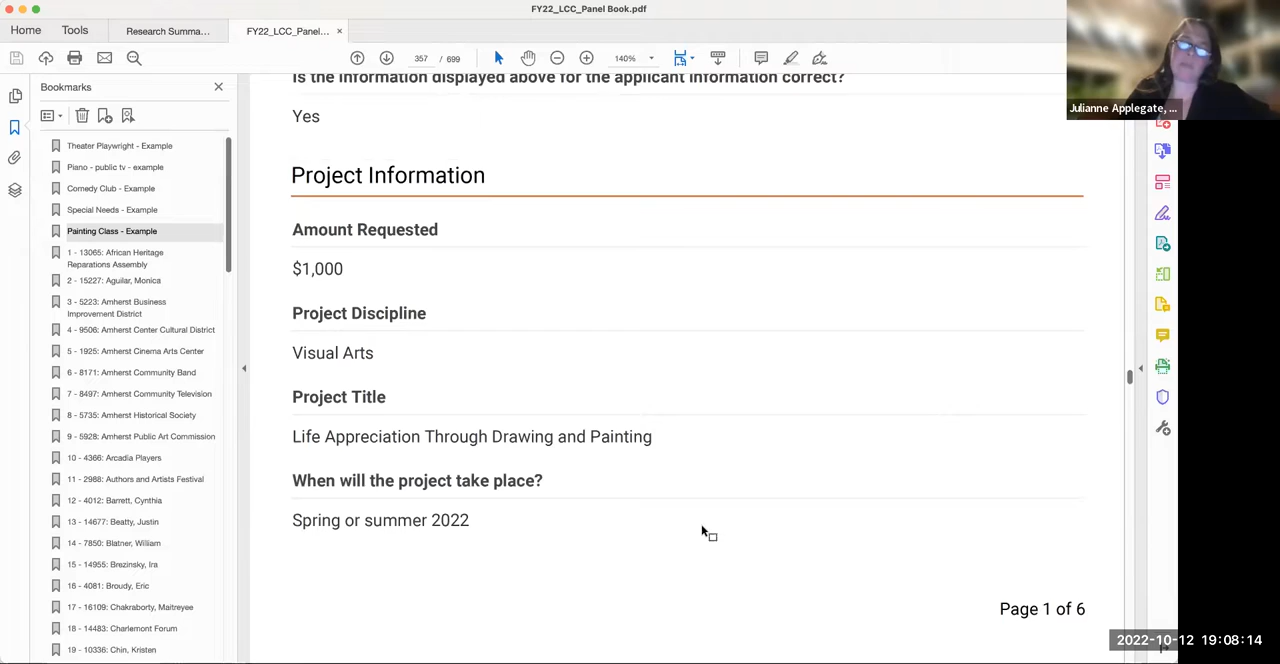 FY22_LCC_Panel Book.pdf
Home
Tools
Research Summa...
FY22_LCC_Panel...
357 / 699
140%
Julianne Applegate, ...
Bookmarks
Theater Playwright - Example
Piano - public tv - example
Comedy Club - Example
Special Needs - Example
Painting Class - Example
1 - 13065: African Heritage
Reparations Assembly
2 - 15227: Aguilar, Monica
3 - 5223: Amherst Business
Improvement District
4 - 9506: Amherst Center Cultural District
5 - 1925: Amherst Cinema Arts Center
6 - 8171: Amherst Community Band
7 - 8497: Amherst Community Television
8 - 5735: Amherst Historical Society
9 - 5928: Amherst Public Art Commission
10 - 4366: Arcadia Players
11 - 2988: Authors and Artists Festival
12 - 4012: Barrett, Cynthia
13 - 14677: Beatty, Justin
14 - 7850: Blatner, William
15 - 14955: Brezinsky, Ira
16 - 4081: Broudy, Eric
17 - 16109: Chakraborty, Maitreyee
18 - 14483: Charlemont Forum
19 - 10336: Chin, Kristen
Is the information displayed above for the applicant information correct?
Yes
Project Information
Amount Requested
$1,000
Project Discipline
Visual Arts
Project Title
Life Appreciation Through Drawing and Painting
When will the project take place?
Spring or summer 2022
Page 1 of 6
2022-10-12 19:08:14